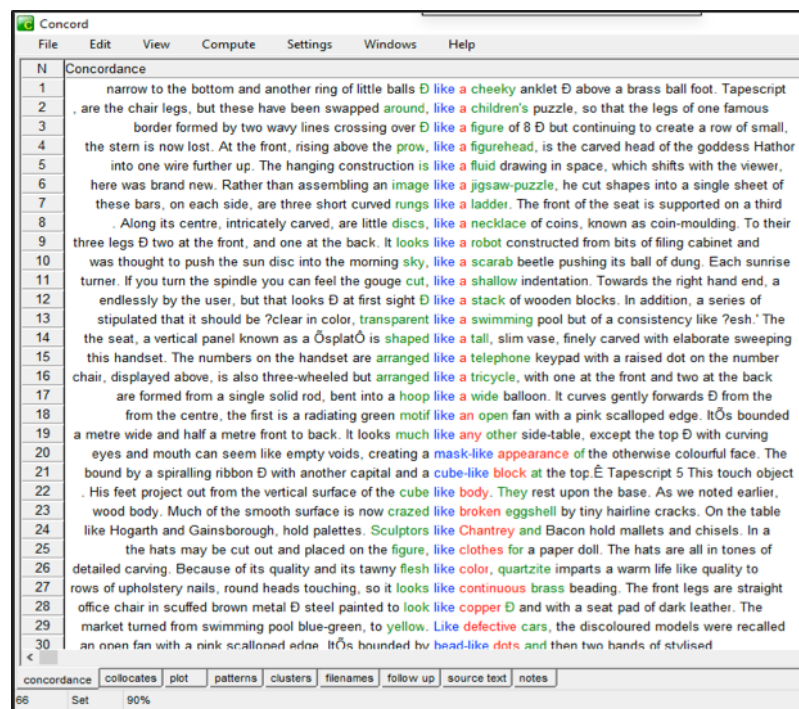 Concord
File Edit View Compute Settings Windows Help
N Concordance
1 narrow to the bottom and another ring of little balls Ð like a cheeky anklet Ð above a brass ball foot. Tapescript
2 , are the chair legs, but these have been swapped around, like a children's puzzle, so that the legs of one famous
3 border formed by two wavy lines crossing over Ð like a figure of 8 Ð but continuing to create a row of small,
4 the stern is now lost. At the front, rising above the prow, like a figurehead, is the carved head of the goddess Hathor
5 into one wire further up. The hanging construction is like a fluid drawing in space, which shifts with the viewer,
6 here was brand new. Rather than assembling an image like a jigsaw-puzzle, he cut shapes into a single sheet of
7 these bars, on each side, are three short curved rungs like a ladder. The front of the seat is supported on a third
8 . Along its centre, intricately carved, are little discs, like a necklace of coins, known as coin-moulding. To their
9 three legs Ð two at the front, and one at the back. It looks like a robot constructed from bits of filing cabinet and
10 was thought to push the sun disc into the morning sky, like a scarab beetle pushing its ball of dung. Each sunrise
11 turner. If you turn the spindle you can feel the gouge cut, like a shallow indentation. Towards the right hand end, a
12 endlessly by the user, but that looks Ð at first sight Ð like a stack of wooden blocks. In addition, a series of
13 stipulated that it should be ?clear in color, transparent like a swimming pool but of a consistency like ?esh.' The
14 the seat, a vertical panel known as a ÕsplatÔ is shaped like a tall, slim vase, finely carved with elaborate sweeping
15 this handset. The numbers on the handset are arranged like a telephone keypad with a raised dot on the number
16 chair, displayed above, is also three-wheeled but arranged like a tricycle, with one at the front and two at the back
17 are formed from a single solid rod, bent into a hoop like a wide balloon. It curves gently forwards Ð from the
18 from the centre, the first is a radiating green motif like an open fan with a pink scalloped edge. ItÕs bounded
19 a metre wide and half a metre front to back. It looks much like any other side-table, except the top Ð with curving
20 eyes and mouth can seem like empty voids, creating a mask-like appearance of the otherwise colourful face. The
21 bound by a spiralling ribbon Ð with another capital and a cube-like block at the top.Ê Tapescript 5 This touch object
22 . His feet project out from the vertical surface of the cube like body. They rest upon the base. As we noted earlier,
23 wood body. Much of the smooth surface is now crazed like broken eggshell by tiny hairline cracks. On the table
24 like Hogarth and Gainsborough, hold palettes. Sculptors like Chantrey and Bacon hold mallets and chisels. In a
25 the hats may be cut out and placed on the figure, like clothes for a paper doll. The hats are all in tones of
26 detailed carving. Because of its quality and its tawny flesh like color, quartzite imparts a warm life like quality to
27 rows of upholstery nails, round heads touching, so it looks like continuous brass beading. The front legs are straight
28 office chair in scuffed brown metal Ð steel painted to look like copper Ð and with a seat pad of dark leather. The
29 market turned from swimming pool blue-green, to yellow. Like defective cars, the discoloured models were recalled
30 an open fan with a pink scalloped edge. ItÕs bounded by bead-like dots and then two bands of stylised
concordance collocates plot patterns clusters filenames follow up source text notes
66 Set 90%